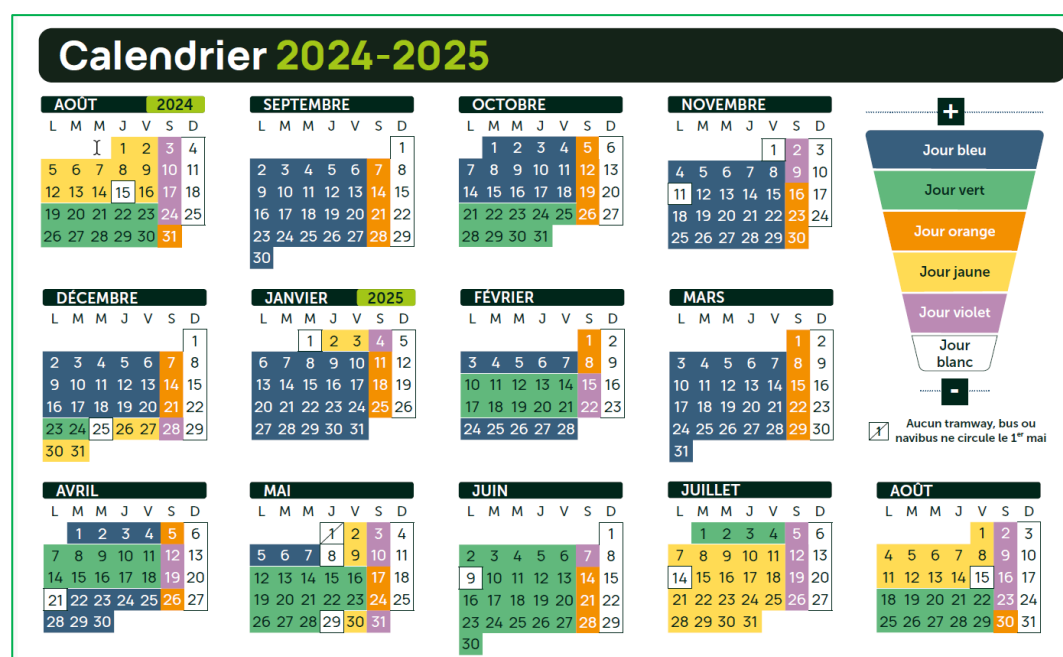 Calendrier 2024-2025
AOÛT 2024
L M M J V S D
1 2 3 4
5 6 7 8 9 10 11
12 13 14 15 16 17 18
19 20 21 22 23 24 25
26 27 28 29 30 31
SEPTEMBRE
L M M J V S D
1
2 3 4 5 6 7 8
9 10 11 12 13 14 15
16 17 18 19 20 21 22
23 24 25 26 27 28 29
30
OCTOBRE
L M M J V S D
1 2 3 4 5 6
7 8 9 10 11 12 13
14 15 16 17 18 19 20
21 22 23 24 25 26 27
28 29 30 31
NOVEMBRE
L M M J V S D
1 2 3
4 5 6 7 8 9 10
11 12 13 14 15 16 17
18 19 20 21 22 23 24
25 26 27 28 29 30
+
Jour bleu
Jour vert
Jour orange
Jour jaune
Jour violet
Jour
blanc
-
1 Aucun tramway, bus ou
navibus ne circule le 1er mai
DÉCEMBRE
L M M J V S D
1
2 3 4 5 6 7 8
9 10 11 12 13 14 15
16 17 18 19 20 21 22
23 24 25 26 27 28 29
30 31
JANVIER 2025
L M M J V S D
1 2 3 4 5
6 7 8 9 10 11 12
13 14 15 16 17 18 19
20 21 22 23 24 25 26
27 28 29 30 31
FÉVRIER
L M M J V S D
1 2
3 4 5 6 7 8 9
10 11 12 13 14 15 16
17 18 19 20 21 22 23
24 25 26 27 28
MARS
L M M J V S D
1 2
3 4 5 6 7 8 9
10 11 12 13 14 15 16
17 18 19 20 21 22 23
24 25 26 27 28 29 30
31
AVRIL
L M M J V S D
1 2 3 4 5 6
7 8 9 10 11 12 13
14 15 16 17 18 19 20
21 22 23 24 25 26 27
28 29 30
MAI
L M M J V S D
1 2 3 4
5 6 7 8 9 10 11
12 13 14 15 16 17 18
19 20 21 22 23 24 25
26 27 28 29 30 31
JUIN
L M M J V S D
1
2 3 4 5 6 7 8
9 10 11 12 13 14 15
16 17 18 19 20 21 22
23 24 25 26 27 28 29
30
JUILLET
L M M J V S D
1 2 3 4 5 6
7 8 9 10 11 12 13
14 15 16 17 18 19 20
21 22 23 24 25 26 27
28 29 30 31
AOÛT
L M M J V S D
1 2 3
4 5 6 7 8 9 10
11 12 13 14 15 16 17
18 19 20 21 22 23 24
25 26 27 28 29 30 31